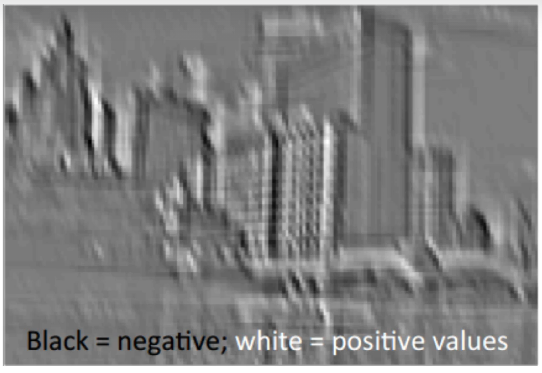 Black = negative; white = positive values